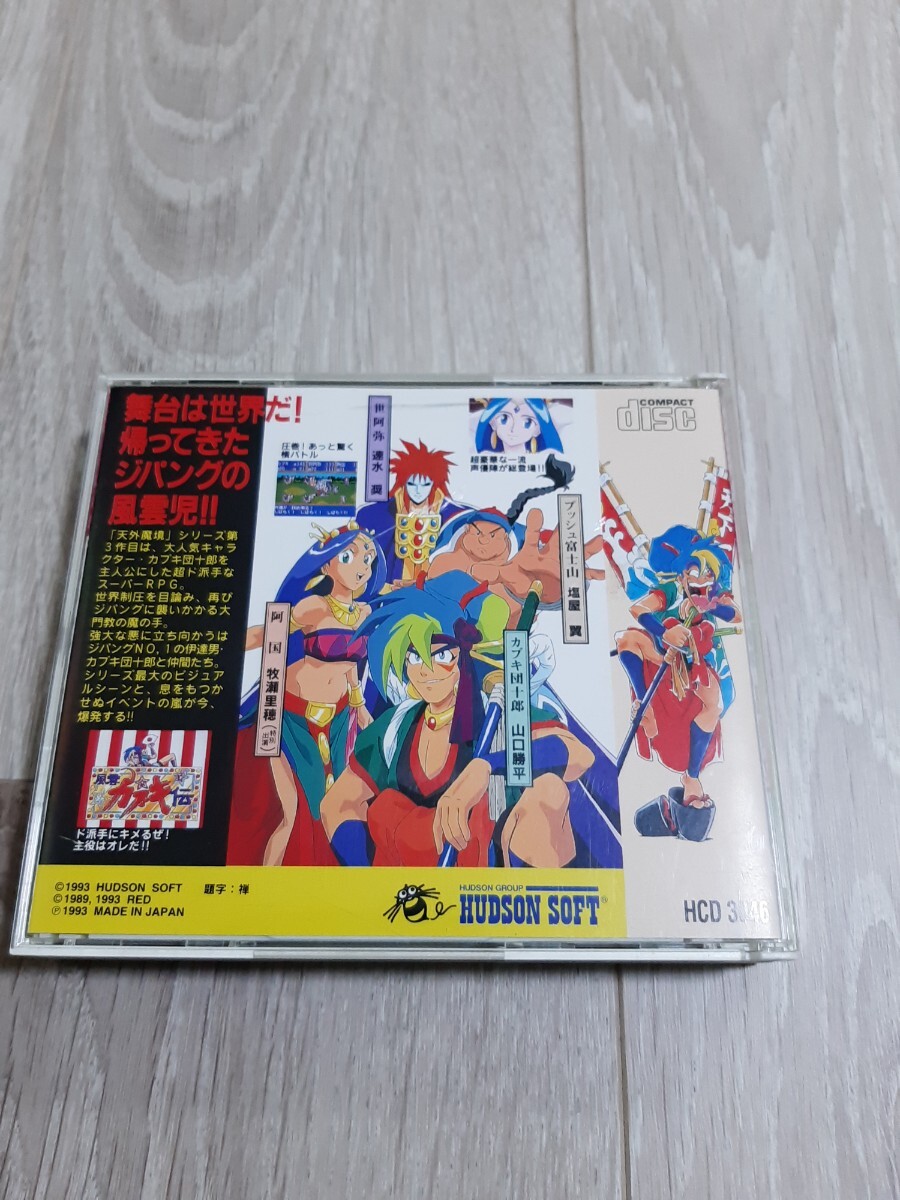 舞台は世界だ!
帰ってきた
ジパングの
風雲児!!
「天外魔境」シリーズ第
3作目は、大人気キャラ
クター・カブキ団十郎を
主人公にした超ド派手な
スーパーRPG。
世界制圧を目論み、再び
ジパングに襲いかかる大
門教の魔の手。
強大な悪に立ち向かうは
ジパングNO.1の伊達男・
カブキ団十郎と仲間たち。
シリーズ最大のビジュア
ルシーンと、息をもつか
せぬイベントの嵐が今、
爆発する!!
風雲
カブキ伝
ド派手にキメるぜ!
主役はオレだ!!
圧巻!あっと驚く
横バトル
世阿弥 速水 奨
超豪華な一流
声優陣が総登場!!
ブッシュ富士山 塩屋 翼
阿国 牧瀬里穂(特別出演)
カブキ団十郎 山口勝平
COMPACT
disc
天下
©1993 HUDSON SOFT 題字:禅
©1989, 1993 RED
℗1993 MADE IN JAPAN
HUDSON GROUP
HUDSON SOFT®
HCD